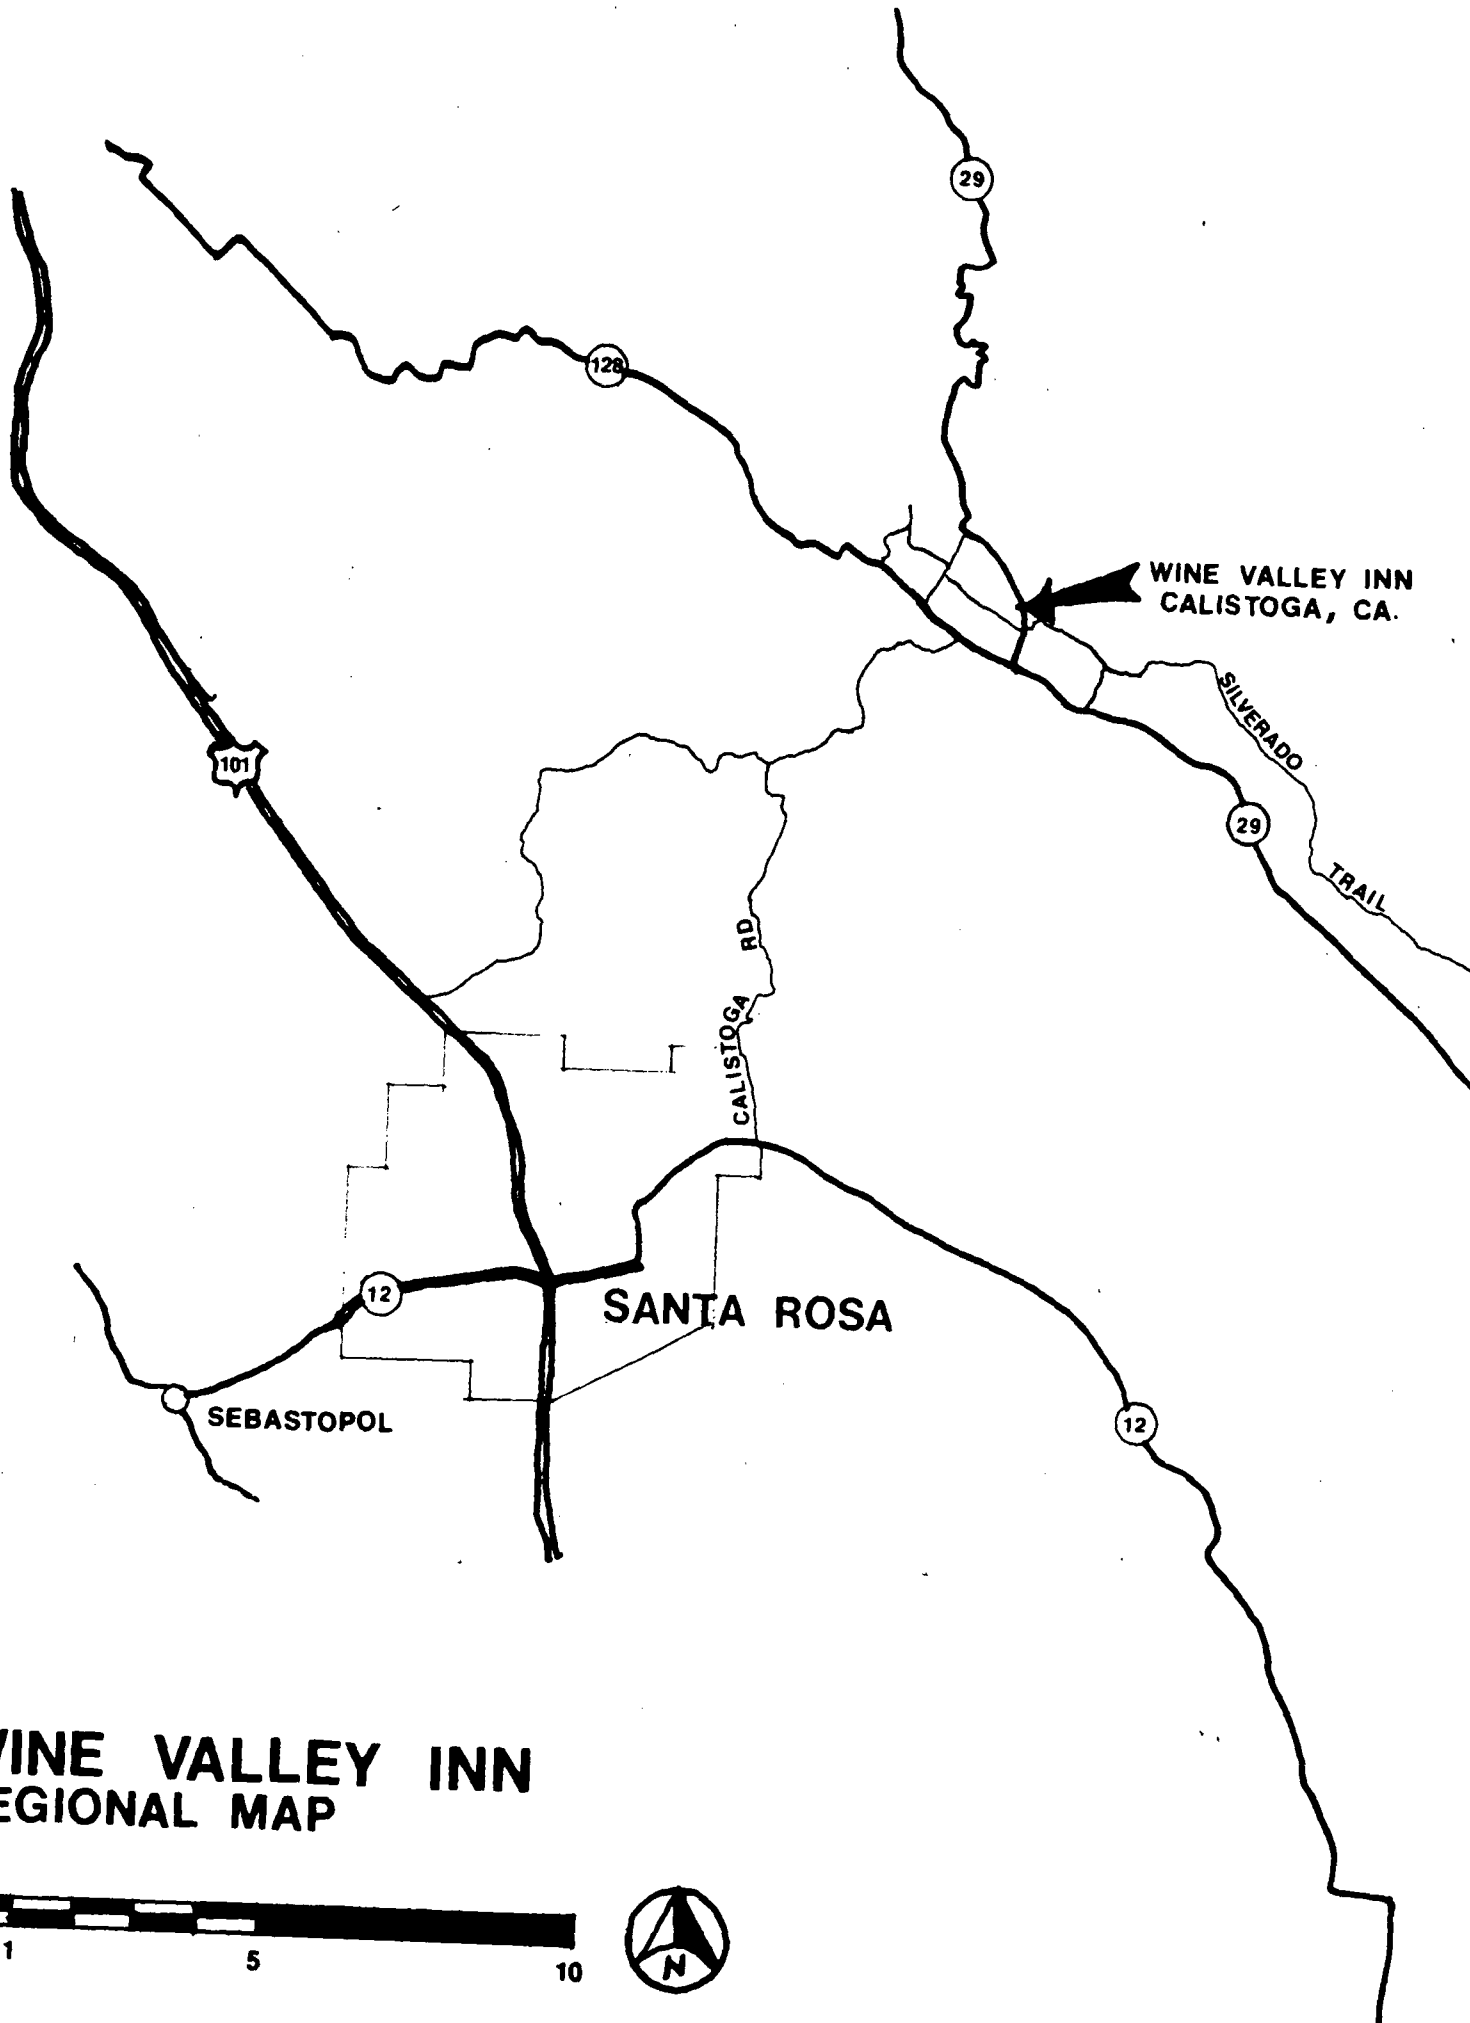 29
128
WINE VALLEY INN
CALISTOGA, CA.
SILVERADO
TRAIL
101
29
CALISTOGA RD
12
SANTA ROSA
SEBASTOPOL
12
INE VALLEY INN
EGIONAL MAP
1 5 10
N